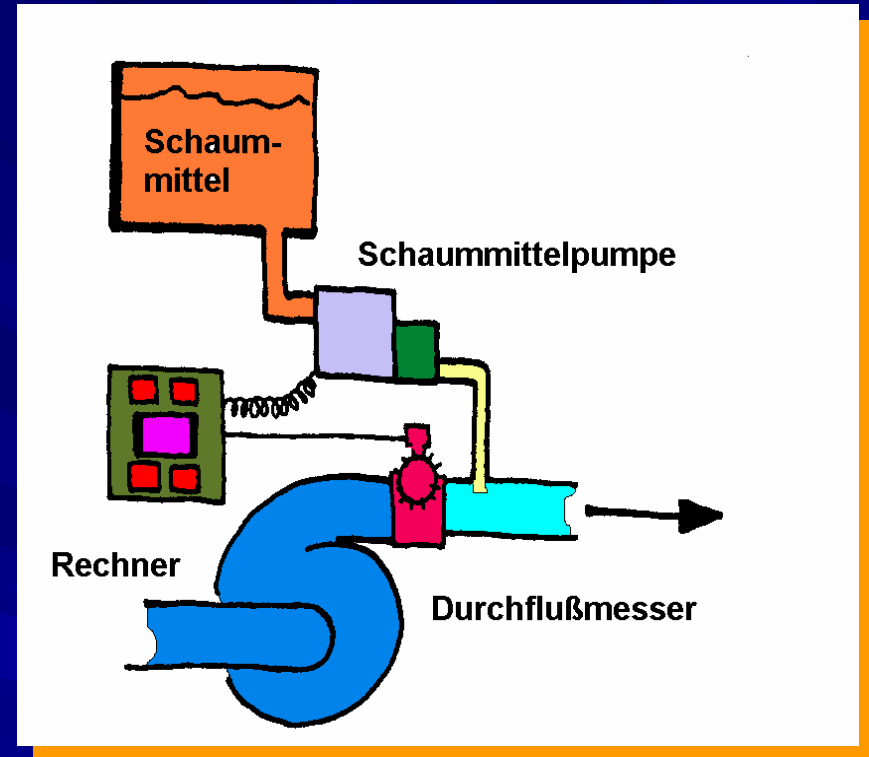 Schaum-
mittel
Schaummittelpumpe
Rechner
Durchflußmesser